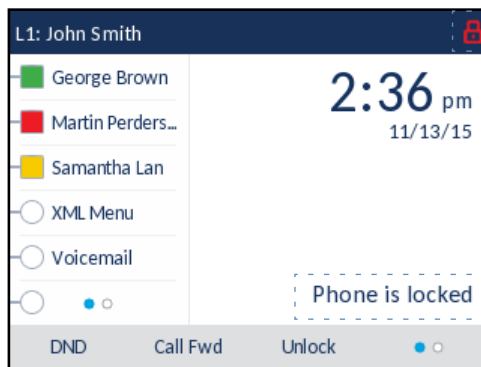 L1: John Smith
George Brown
Martin Perders...
Samantha Lan
XML Menu
Voicemail
2:36 pm
11/13/15
Phone is locked
DND Call Fwd Unlock